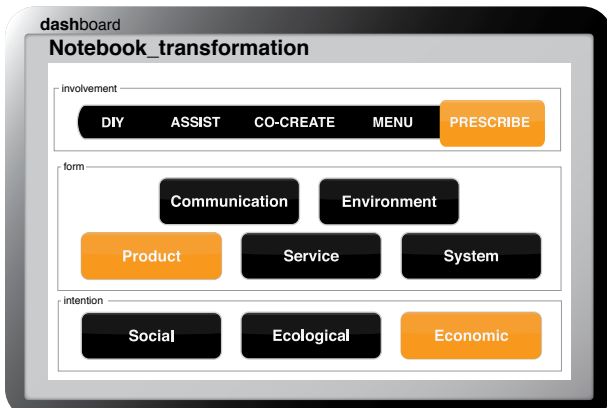 dashboard
Notebook_transformation
involvement
DIY ASSIST CO-CREATE MENU PRESCRIBE
form
Communication Environment
Product Service System
intention
Social Ecological Economic